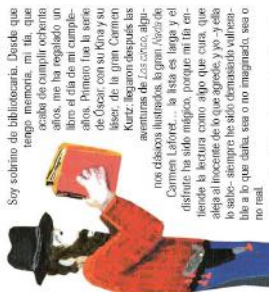 Soy sobrino de bibliotecaria. Desde que
tengo memoria, mi tía, que
acaba de cumplir ochenta
años, me ha regalado un
libro el día de mi cumple-
años. Primero fue la serie
de Óscar, con su Kina y su
láser, de la gran Carmen
Kurtz, llegaron después las
aventuras de Los cinco, algu-
nos clásicos ilustrados, la gran Nada de
Carmen Laforet... la lista es larga y el
disfrute ha sido mágico, porque mi tía en-
tiende la lectura como algo que cura, que
aleja al inocente de lo que agrede, y yo –y ella
lo sabe– siempre he sido demasiado vulnera-
ble a lo que daña, sea o no imaginado, sea o
no real.